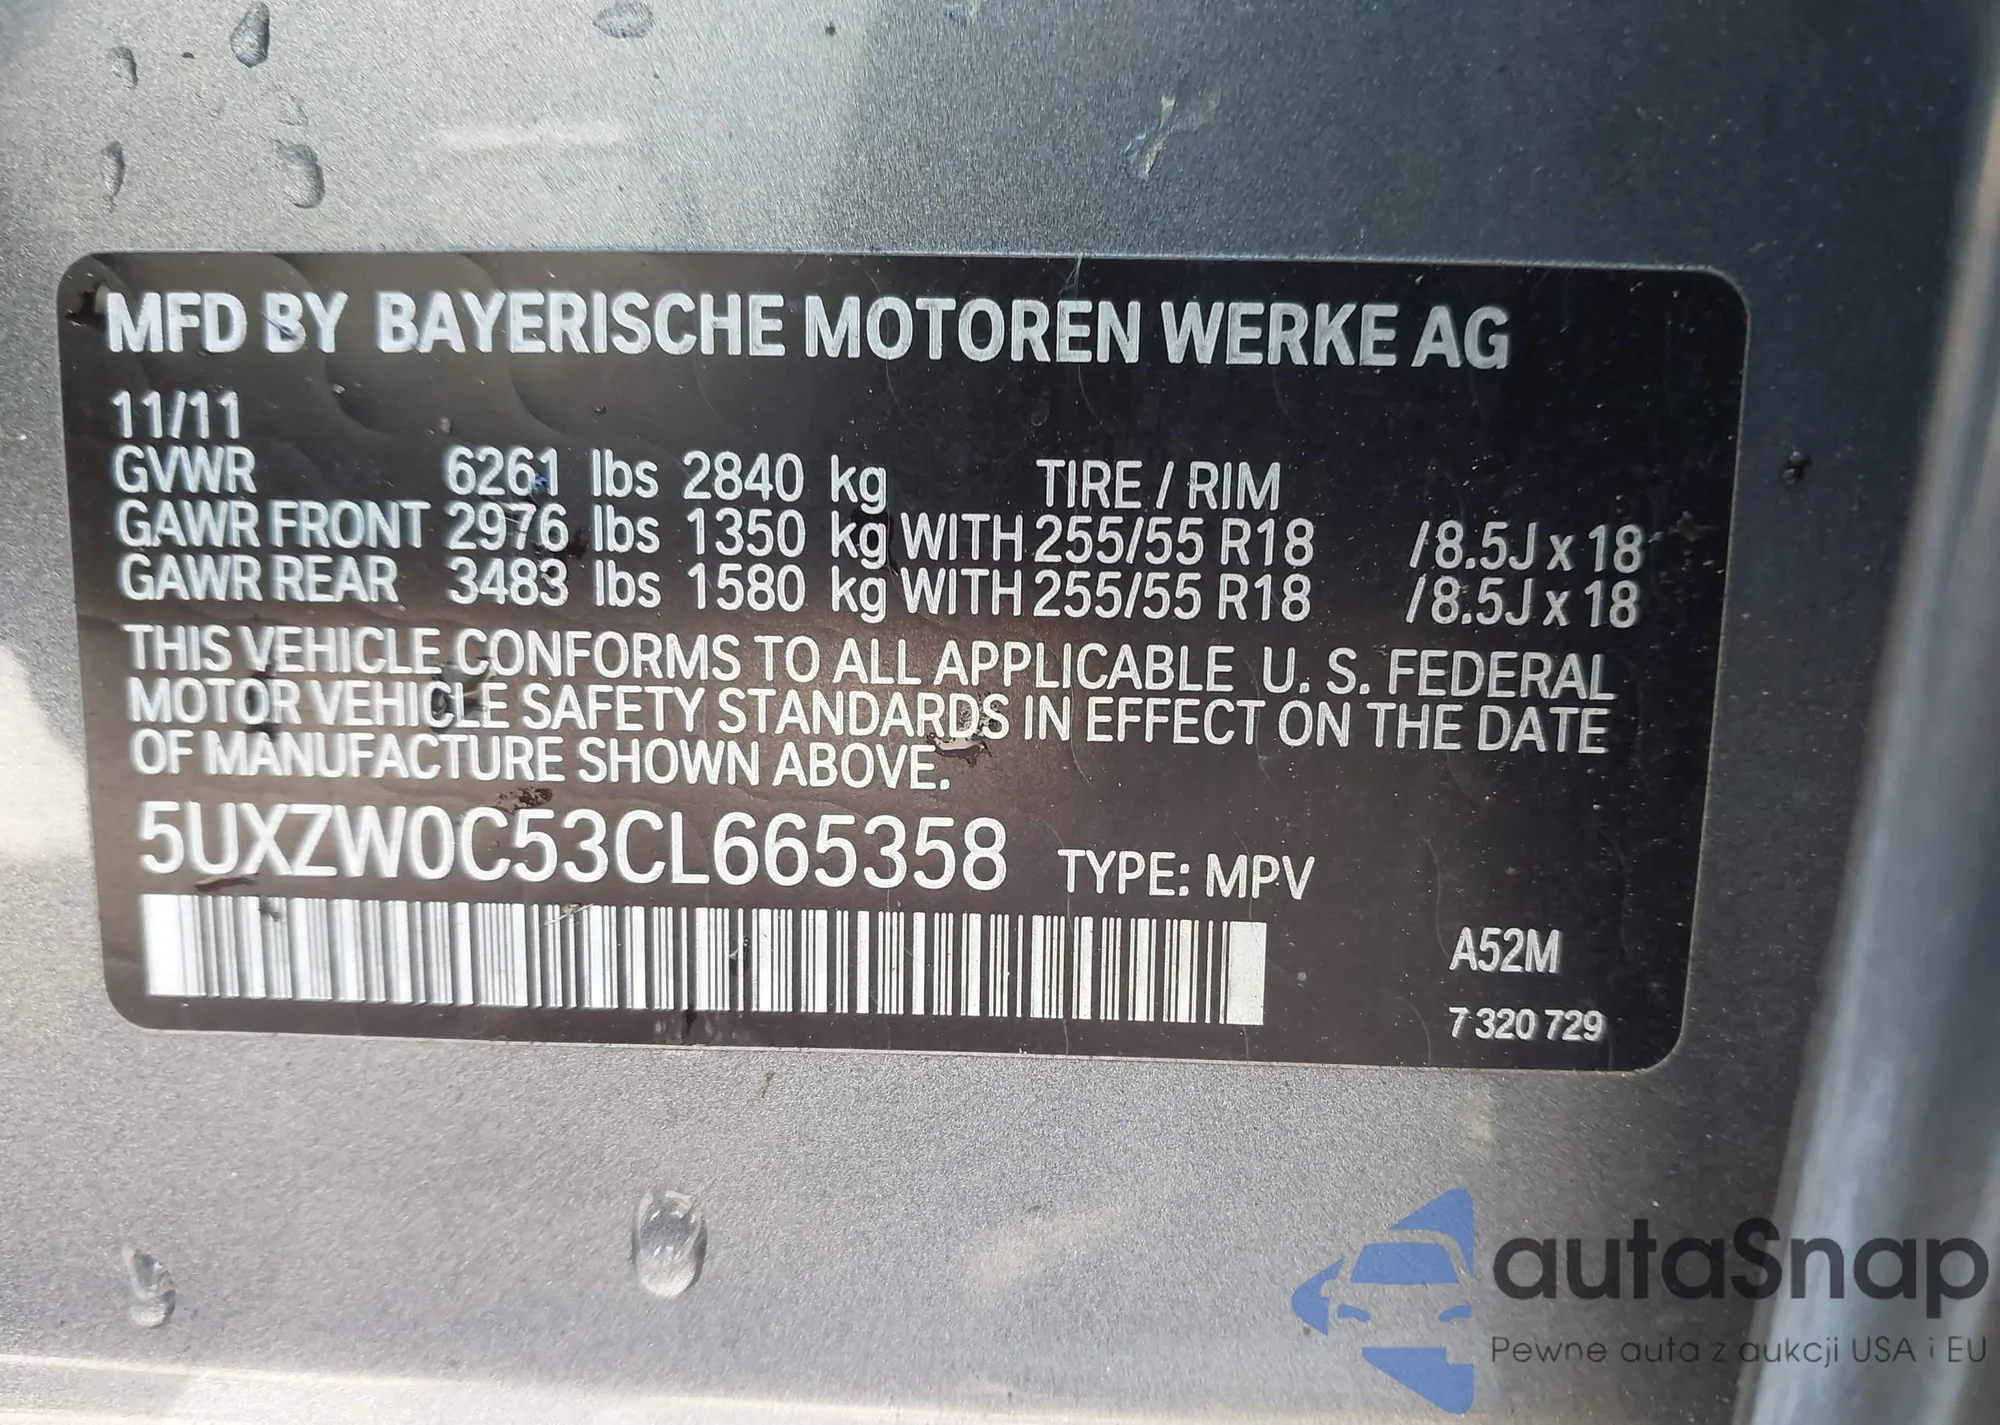 MFD BY BAYERISCHE MOTOREN WERKE AG
11/11
GVWR 6261 lbs 2840 kg TIRE / RIM
GAWR FRONT 2976 lbs 1350 kg WITH 255/55 R18 /8.5J x 18
GAWR REAR 3483 lbs 1580 kg WITH 255/55 R18 /8.5J x 18
THIS VEHICLE CONFORMS TO ALL APPLICABLE U. S. FEDERAL
MOTOR VEHICLE SAFETY STANDARDS IN EFFECT ON THE DATE
OF MANUFACTURE SHOWN ABOVE.
5UXZW0C53CL665358 TYPE: MPV
A52M
7 320 729
autaSnap
Pewne auta z aukcji USA i EU